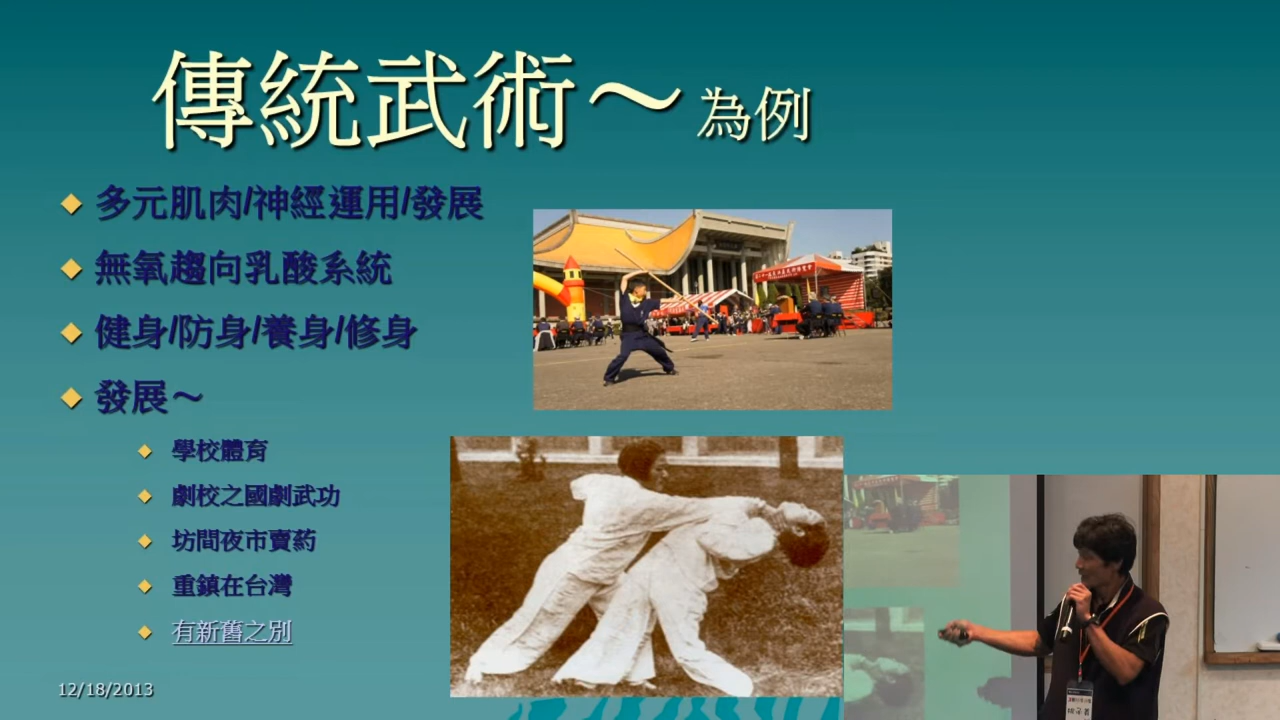 傳統武術～為例
多元肌肉/神經運用/發展
無氧趨向乳酸系統
健身/防身/養身/修身
發展～
學校體育
劇校之國劇武功
坊間夜市賣葯
重鎮在台灣
有新舊之別
12/18/2013